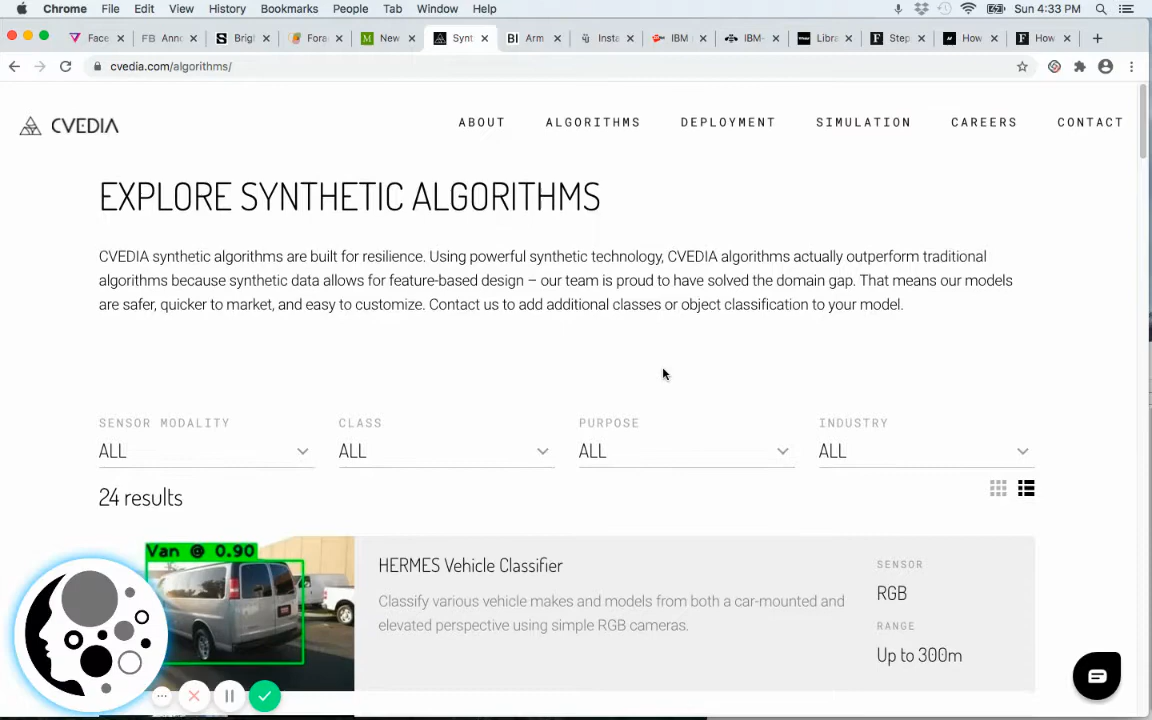 Chrome File Edit View History Bookmarks People Tab Window Help Sun 4:33 PM
Face FB Anno S Brigl Fora M New Synt BI Arm Insta IBM IBM- Libra F Step How F How
cvedia.com/algorithms/
CVEDIA ABOUT ALGORITHMS DEPLOYMENT SIMULATION CAREERS CONTACT
EXPLORE SYNTHETIC ALGORITHMS
CVEDIA synthetic algorithms are built for resilience. Using powerful synthetic technology, CVEDIA algorithms actually outperform traditional
algorithms because synthetic data allows for feature-based design – our team is proud to have solved the domain gap. That means our models
are safer, quicker to market, and easy to customize. Contact us to add additional classes or object classification to your model.
SENSOR MODALITY CLASS PURPOSE INDUSTRY
ALL ALL ALL ALL
24 results
Van @ 0.90
HERMES Vehicle Classifier
Classify various vehicle makes and models from both a car-mounted and
elevated perspective using simple RGB cameras.
SENSOR
RGB
RANGE
Up to 300m